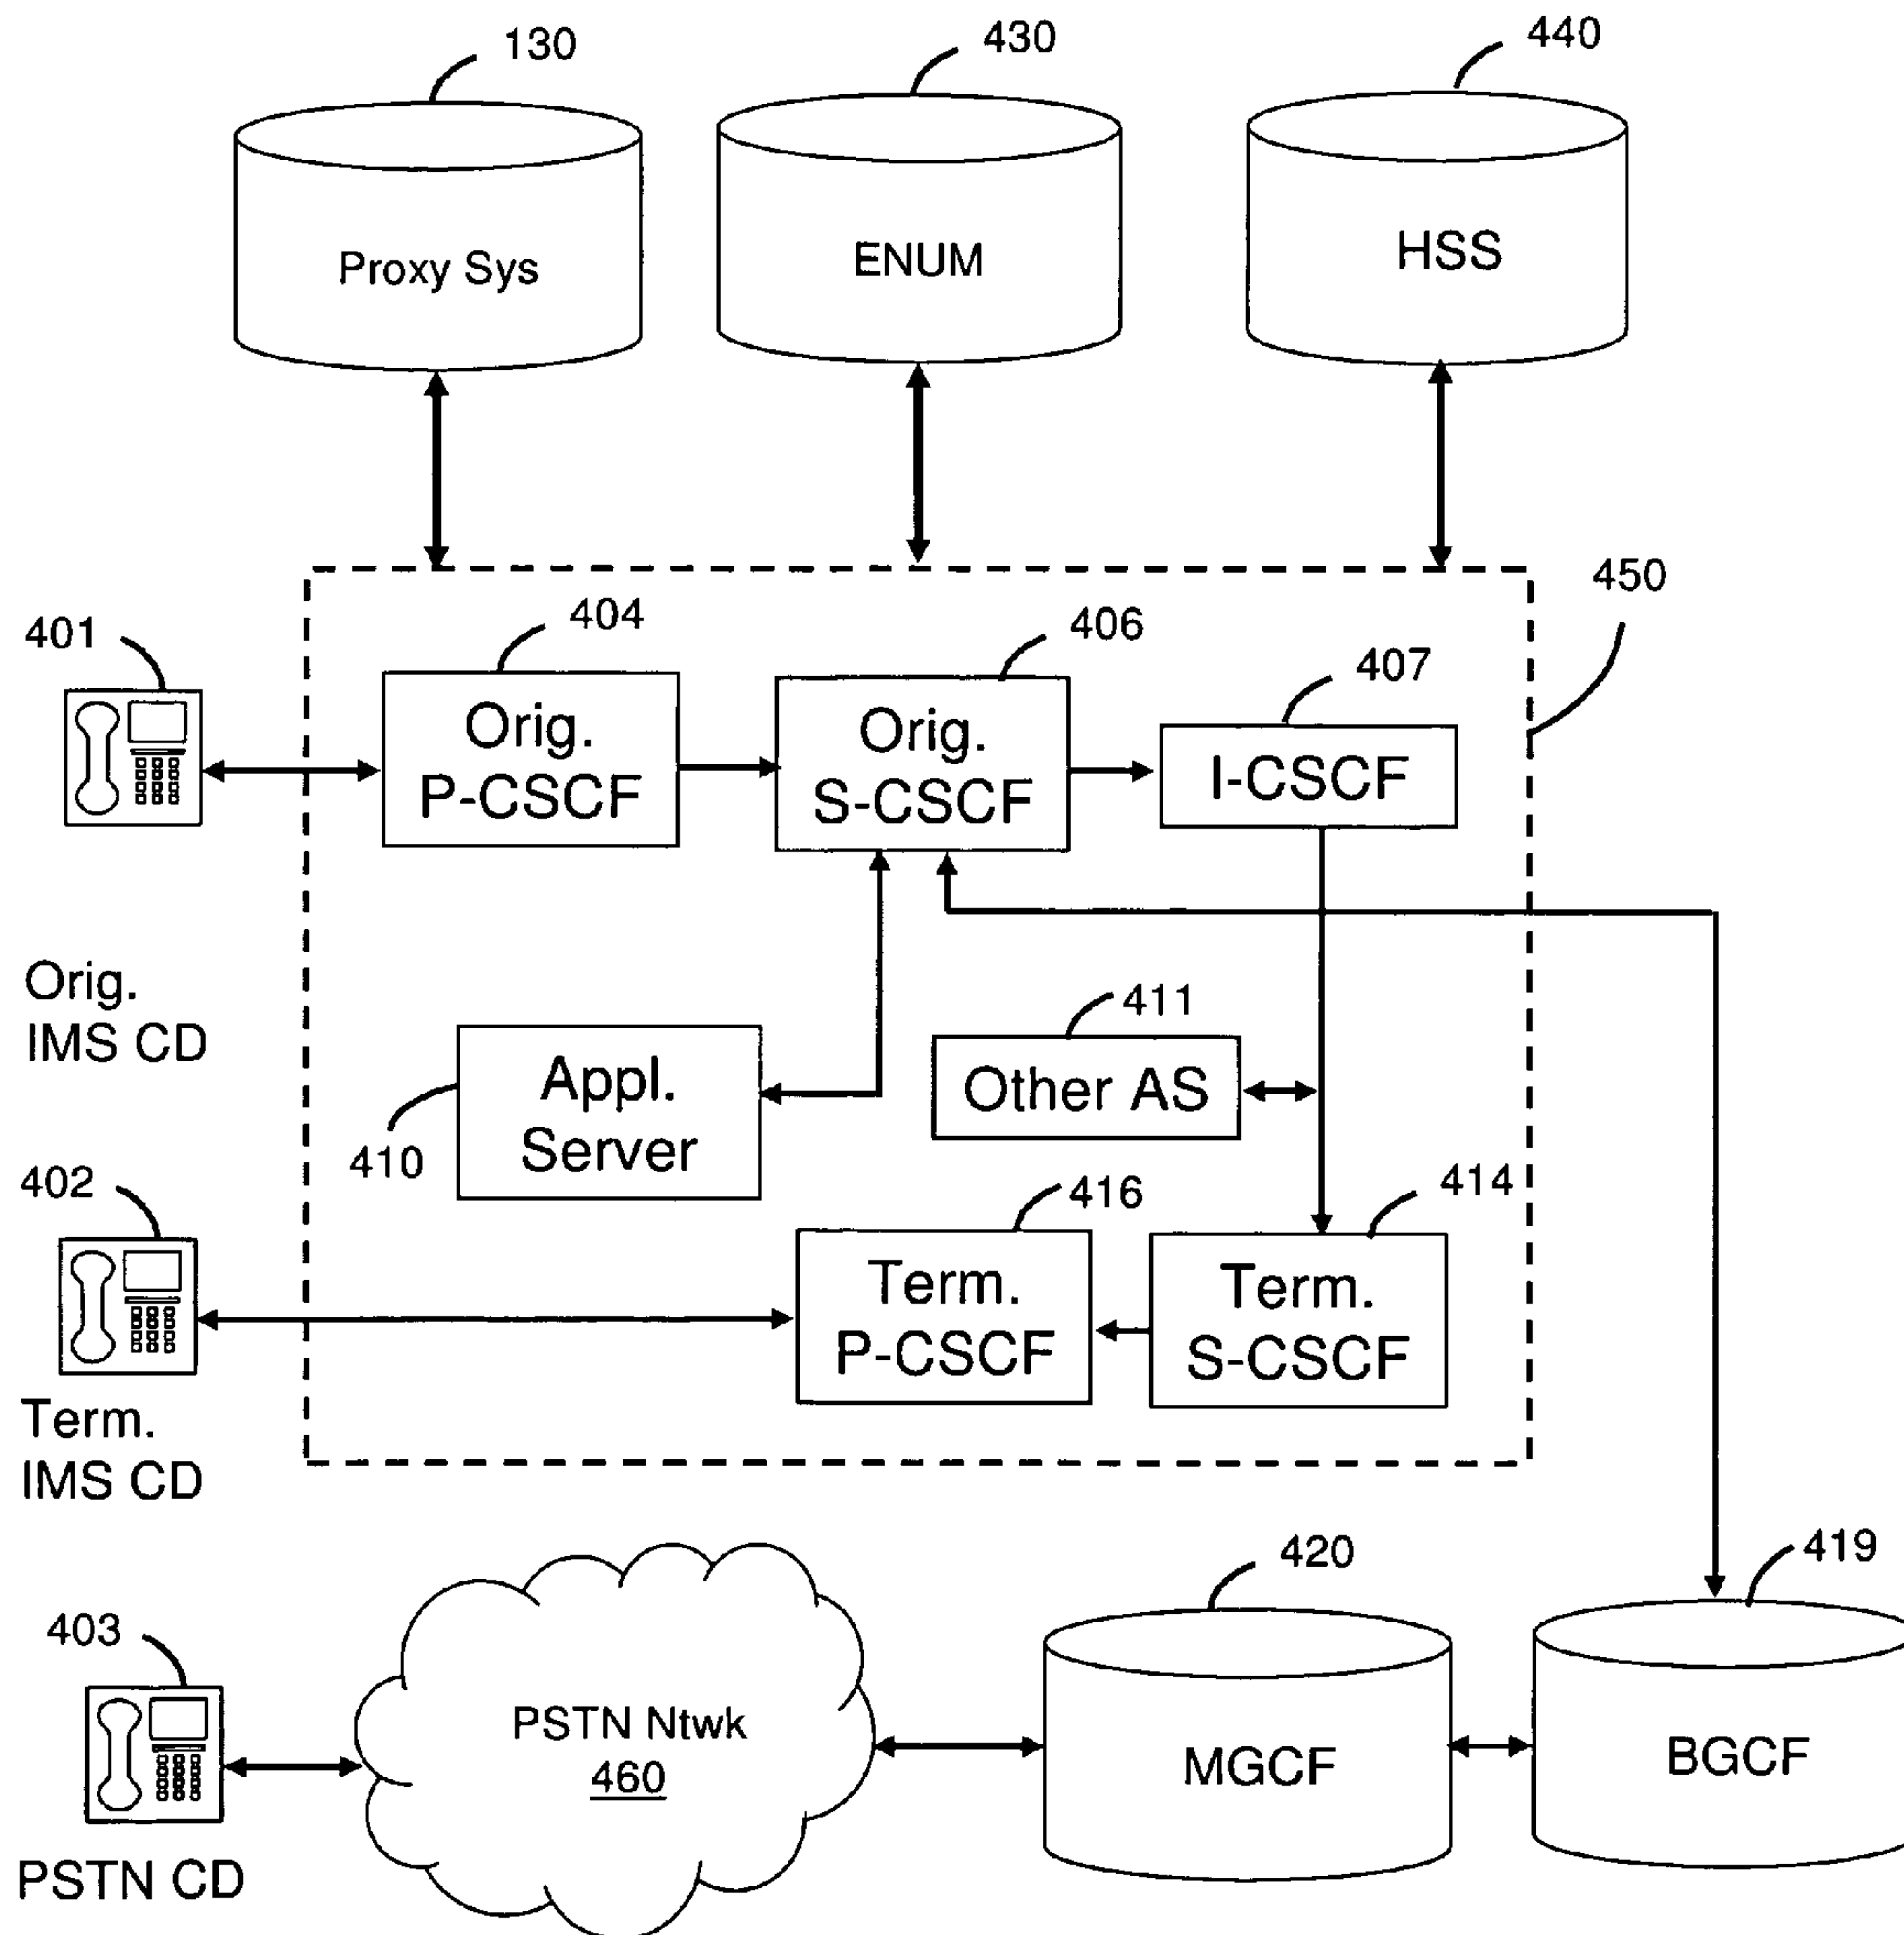 130
430
440
Proxy Sys
ENUM
HSS
450
401
404
406
407
Orig.
P-CSCF
Orig.
S-CSCF
I-CSCF
Orig.
IMS CD
411
Other AS
Appl.
Server
410
402
416
414
Term.
P-CSCF
Term.
S-CSCF
Term.
IMS CD
420
419
403
PSTN Ntwk
460
MGCF
BGCF
PSTN CD